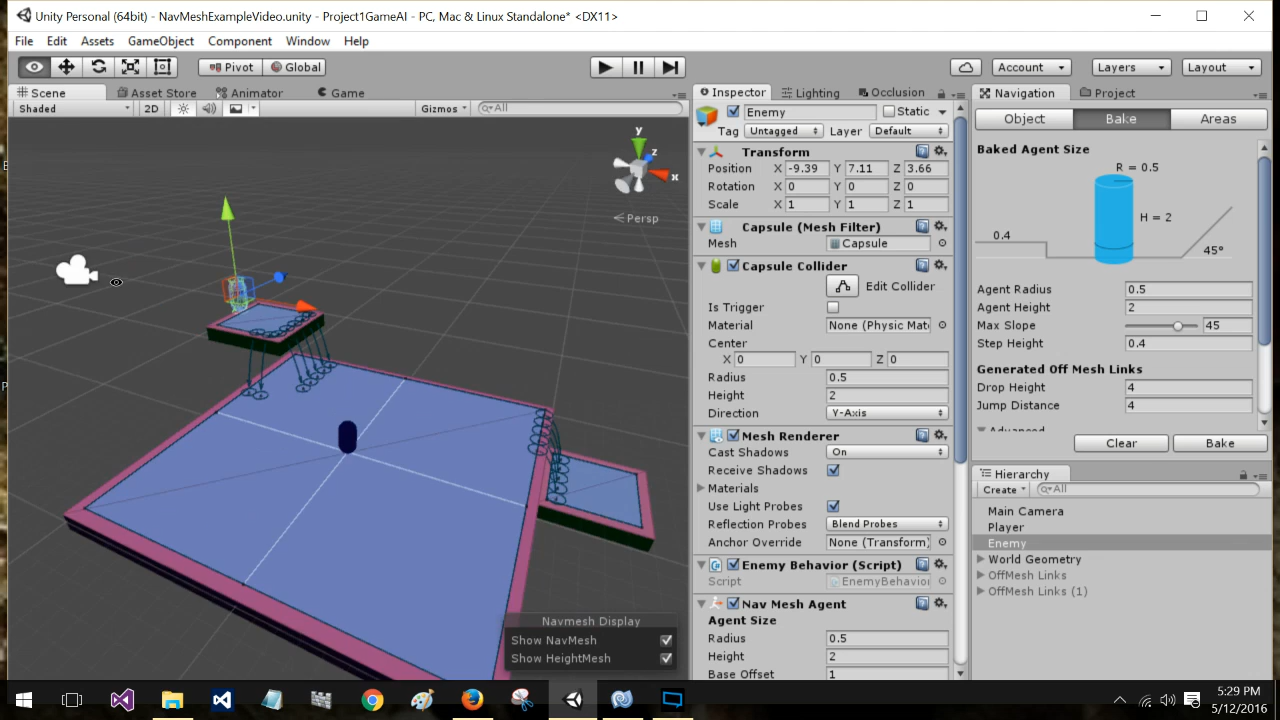 Unity Personal (64bit) - NavMeshExampleVideo.unity - Project1GameAI - PC, Mac & Linux Standalone* <DX11>
File Edit Assets GameObject Component Window Help
Pivot Global Account Layers Layout
Scene Asset Store Animator Game
Shaded 2D Gizmos All
y
z
x
Persp
Navmesh Display
Show NavMesh
Show HeightMesh
Inspector Lighting Occlusion
Enemy Static
Tag Untagged Layer Default
Transform
Position X -9.39 Y 7.11 Z 3.66
Rotation X 0 Y 0 Z 0
Scale X 1 Y 1 Z 1
Capsule (Mesh Filter)
Mesh Capsule
Capsule Collider
Edit Collider
Is Trigger
Material None (Physic Mat
Center
X 0 Y 0 Z 0
Radius 0.5
Height 2
Direction Y-Axis
Mesh Renderer
Cast Shadows On
Receive Shadows
Materials
Use Light Probes
Reflection Probes Blend Probes
Anchor Override None (Transform)
Enemy Behavior (Script)
Script EnemyBehavio
Nav Mesh Agent
Agent Size
Radius 0.5
Height 2
Base Offset 1
Navigation Project
Object Bake Areas
Baked Agent Size
R = 0.5
H = 2
0.4
45°
Agent Radius 0.5
Agent Height 2
Max Slope 45
Step Height 0.4
Generated Off Mesh Links
Drop Height 4
Jump Distance 4
Advanced
Clear Bake
Hierarchy
Create All
Main Camera
Player
Enemy
World Geometry
OffMesh Links
OffMesh Links (1)
5:29 PM
5/12/2016